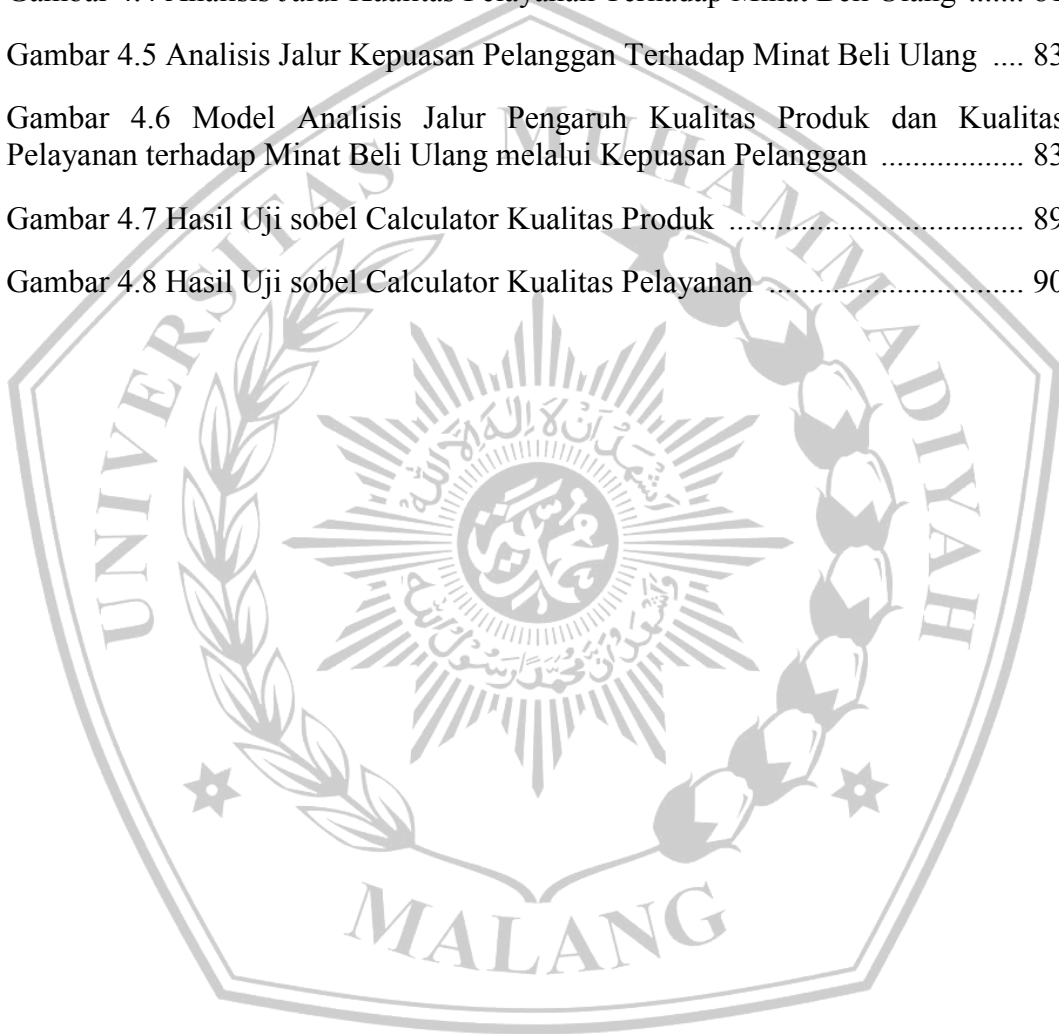 Gambar 4.5 Analisis Jalur Kepuasan Pelanggan Terhadap Minat Beli Ulang .... 83
Gambar 4.6 Model Analisis Jalur Pengaruh Kualitas Produk dan Kualitas
Pelayanan terhadap Minat Beli Ulang melalui Kepuasan Pelanggan .................. 83
Gambar 4.7 Hasil Uji sobel Calculator Kualitas Produk .................................... 89
Gambar 4.8 Hasil Uji sobel Calculator Kualitas Pelayanan ............................... 90
UNIVERSITAS MUHAMMADIYAH
MALANG